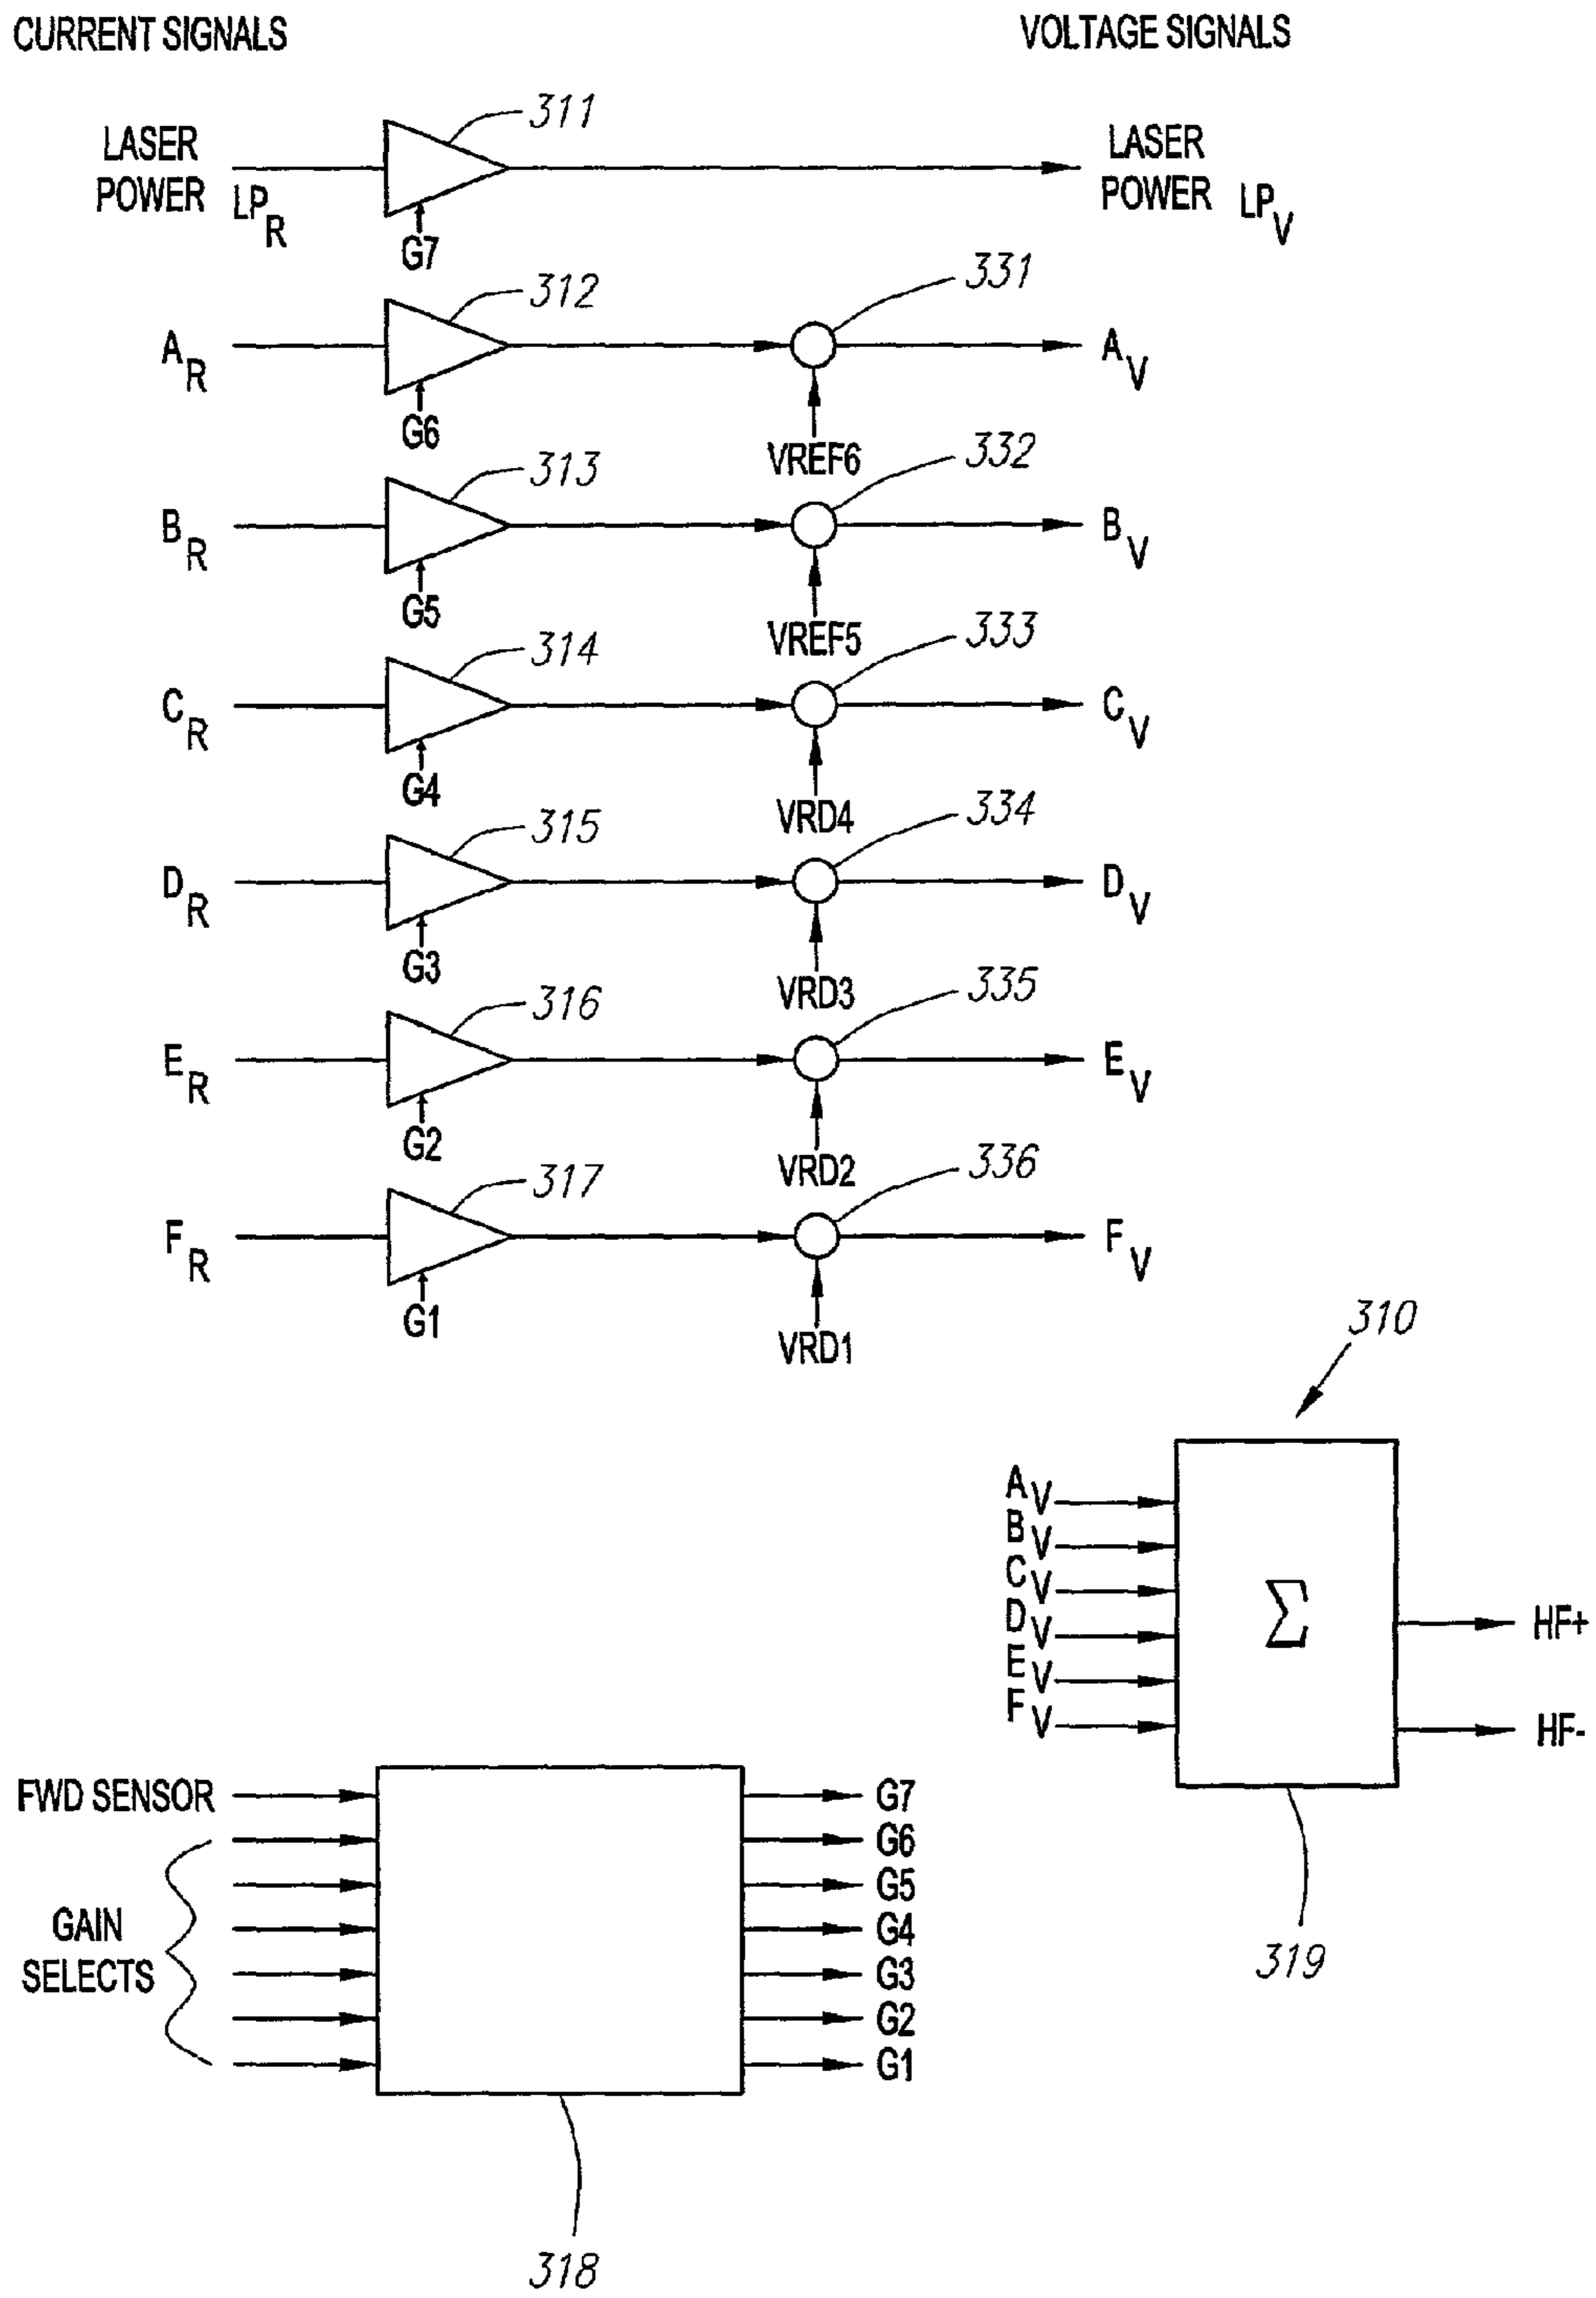 CURRENT SIGNALS
VOLTAGE SIGNALS
LASER POWER LP_R
311
G7
LASER POWER LP_V
A_R
312
G6
331
VREF6
A_V
B_R
313
G5
332
VREF5
B_V
C_R
314
G4
333
VRD4
C_V
D_R
315
G3
334
VRD3
D_V
E_R
316
G2
335
VRD2
E_V
F_R
317
G1
336
VRD1
F_V
310
A_V
B_V
C_V
D_V
E_V
F_V
Σ
HF+
HF-
319
FWD SENSOR
GAIN
SELECTS
G7
G6
G5
G4
G3
G2
G1
318